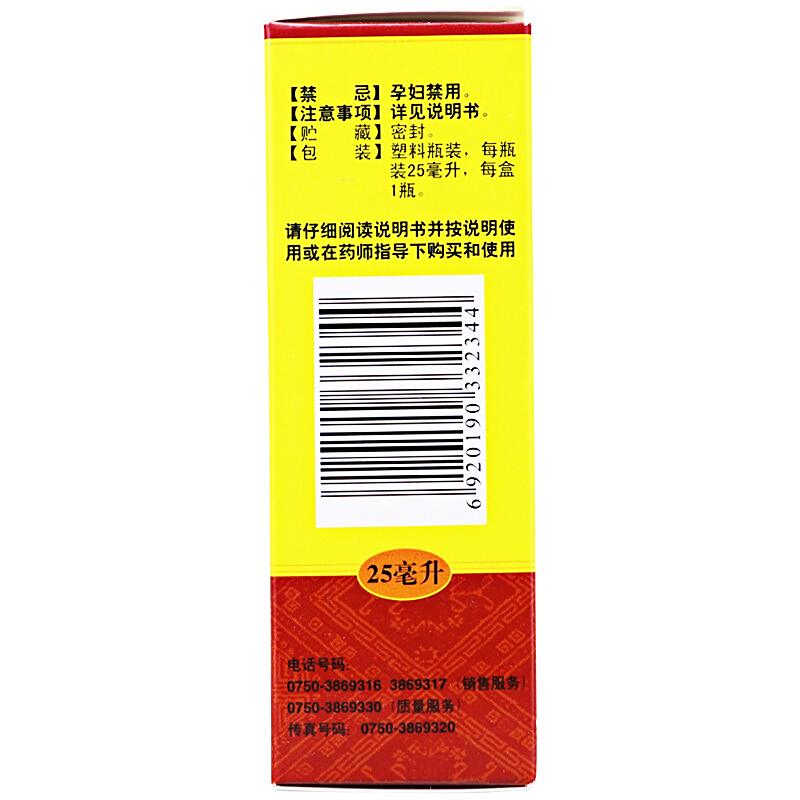 【禁 忌】孕妇禁用。
【注意事项】详见说明书。
【贮 藏】密封。
【包 装】塑料瓶装，每瓶
装25毫升，每盒
1瓶。
请仔细阅读说明书并按说明使
用或在药师指导下购买和使用
6920190332344
25毫升
电话号码:
0750-3869316 3869317（销售服务）
0750-3869330（质量服务）
传真号码：0750-3869320